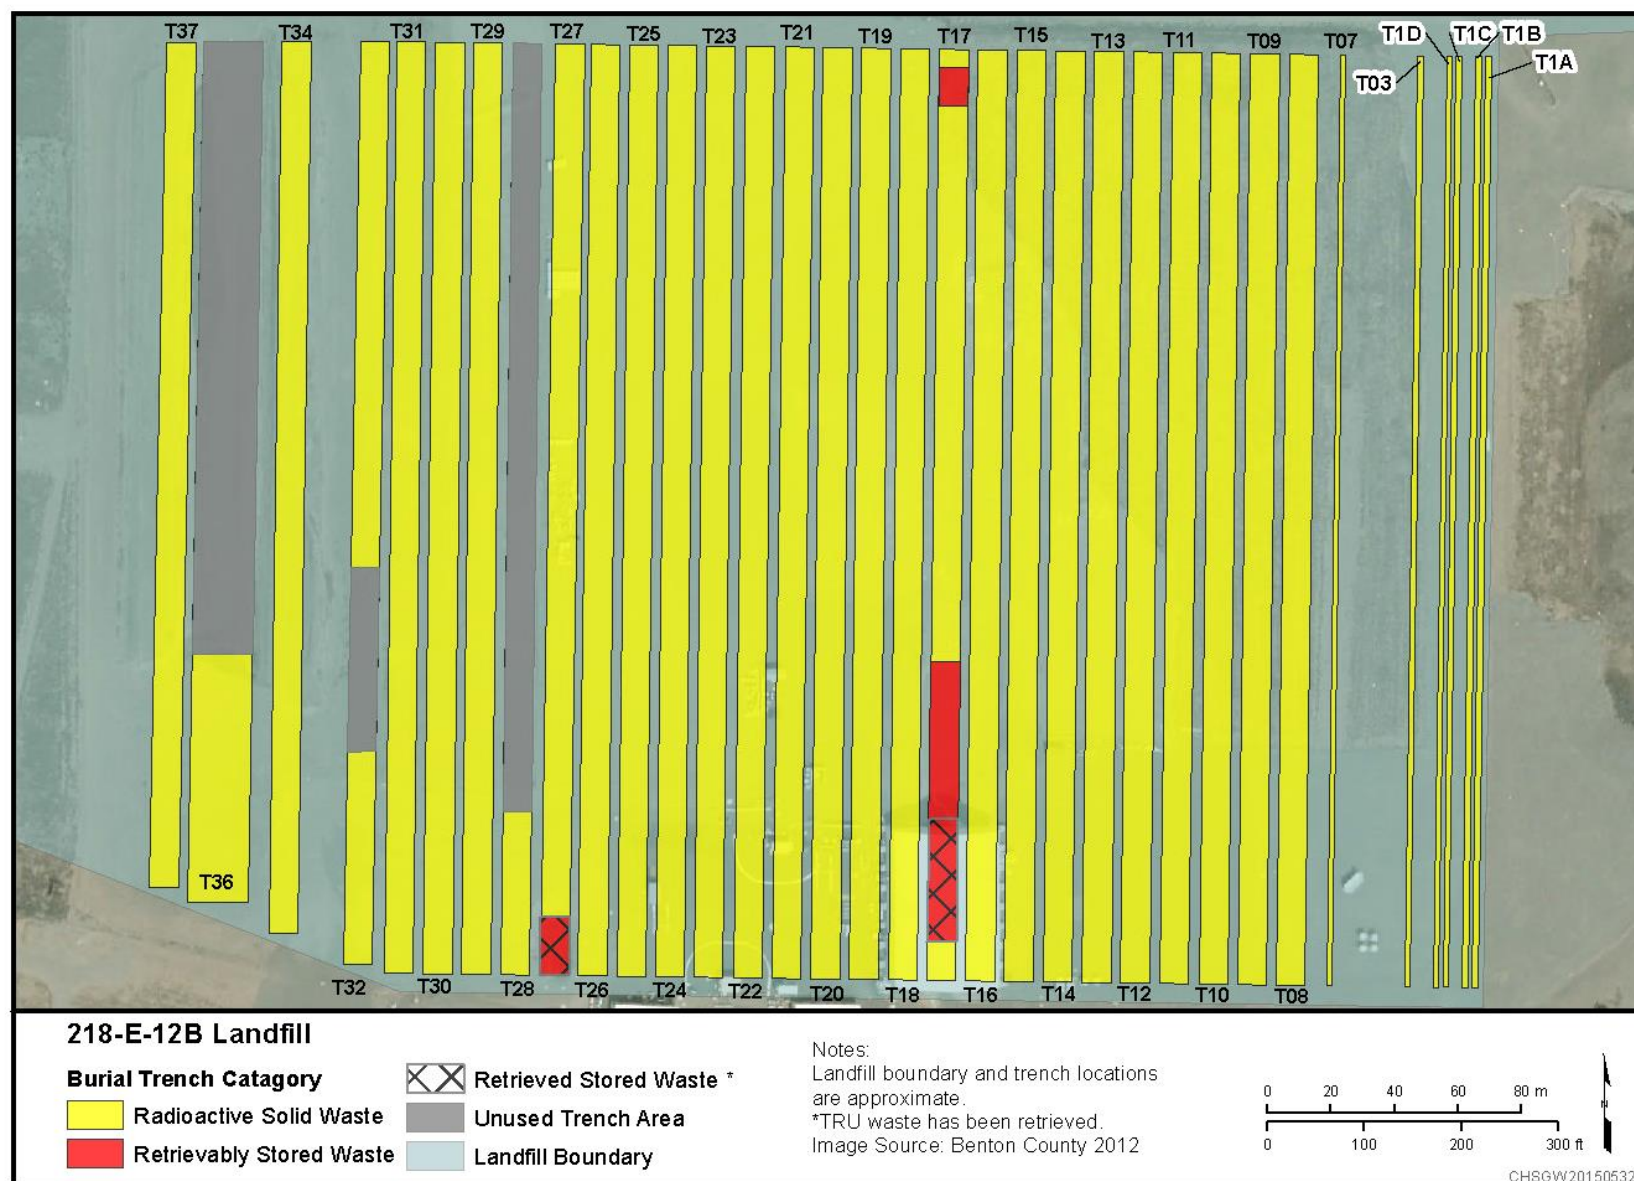 T37
T34
T31
T29
T27
T25
T23
T21
T19
T17
T15
T13
T11
T09
T07
T1D
T1C
T1B
T03
T1A
T36
T32
T30
T28
T26
T24
T22
T20
T18
T16
T14
T12
T10
T08
218-E-12B Landfill
Burial Trench Catagory
Radioactive Solid Waste
Retrievably Stored Waste
Retrieved Stored Waste *
Unused Trench Area
Landfill Boundary
Notes:
Landfill boundary and trench locations
are approximate.
*TRU waste has been retrieved.
Image Source: Benton County 2012
0 20 40 60 80 m
0 100 200 300 ft
N
CHSGW20150532